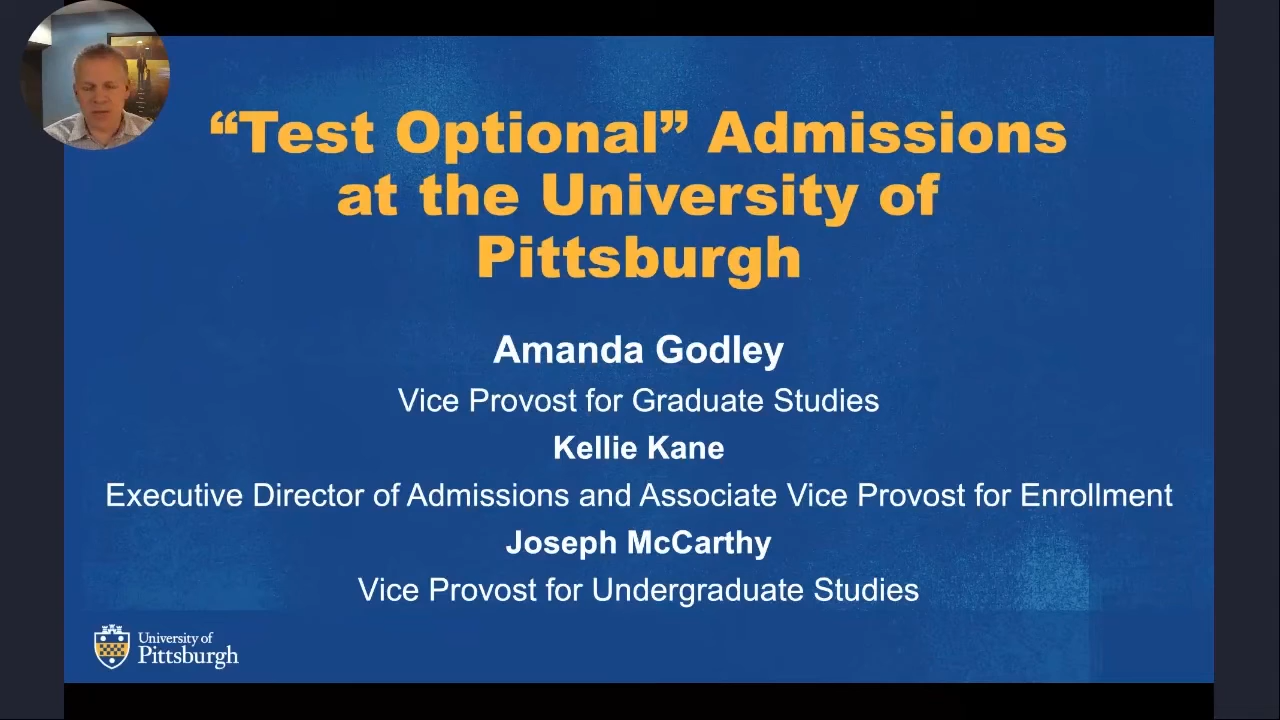 “Test Optional” Admissions
at the University of
Pittsburgh
Amanda Godley
Vice Provost for Graduate Studies
Kellie Kane
Executive Director of Admissions and Associate Vice Provost for Enrollment
Joseph McCarthy
Vice Provost for Undergraduate Studies
University of
Pittsburgh